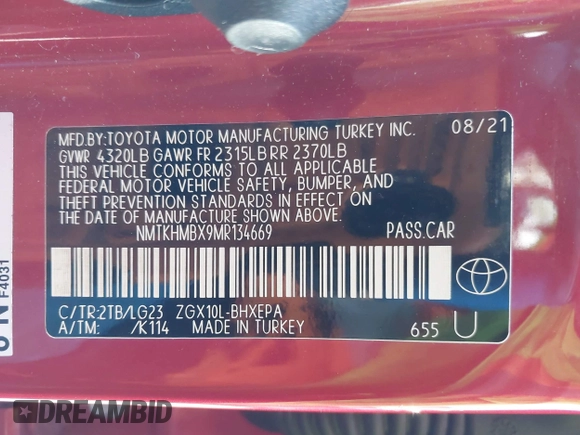 MFD.BY:TOYOTA MOTOR MANUFACTURING TURKEY INC. 08/21
GVWR 4320LB GAWR FR 2315LB RR 2370LB
THIS VEHICLE CONFORMS TO ALL APPLICABLE
FEDERAL MOTOR VEHICLE SAFETY, BUMPER, AND
THEFT PREVENTION STANDARDS IN EFFECT ON
THE DATE OF MANUFACTURE SHOWN ABOVE.
NMTKHMBX9MR134669 PASS.CAR
C/TR:2TB/LG23 ZGX10L-BHXEPA
A/TM: /K114 MADE IN TURKEY 655 U
F4031
DREAMBID